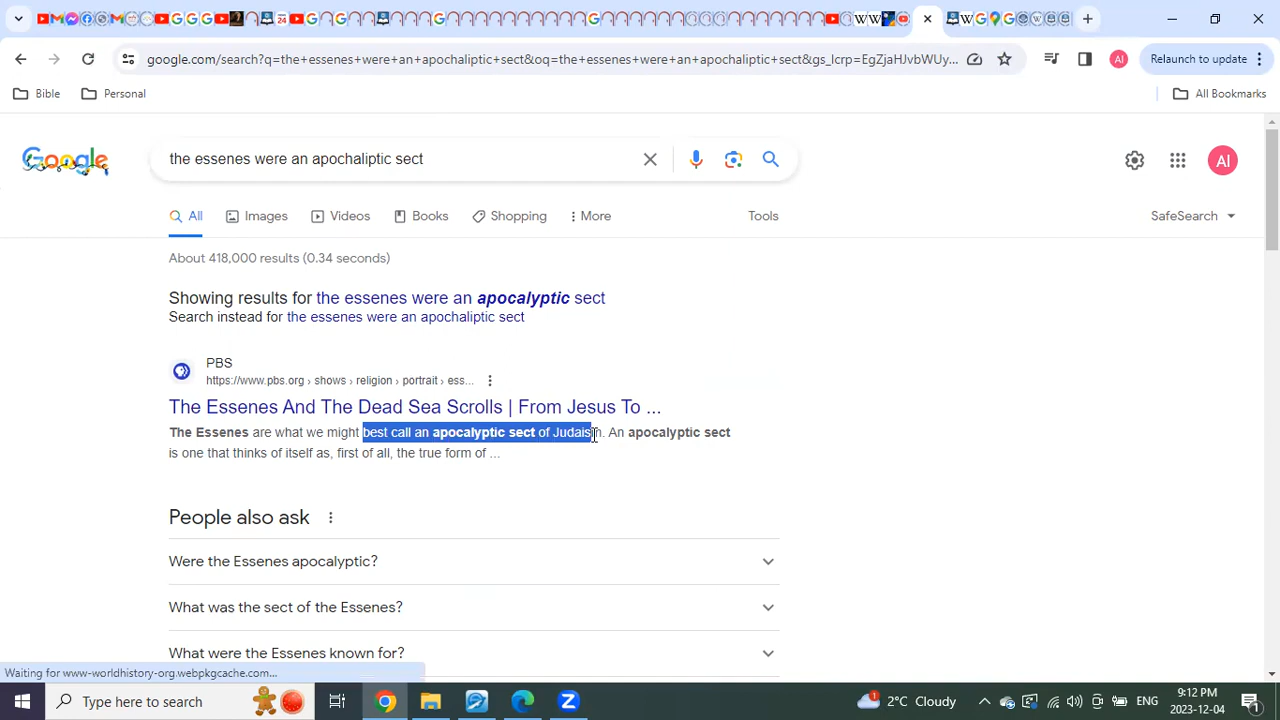 google.com/search?q=the+essenes+were+an+apochaliptic+sect&oq=the+essenes+were+an+apochaliptic+sect&gs_lcrp=EgZjaHJvbWUy...
AI
Relaunch to update
Bible
Personal
All Bookmarks
Google
the essenes were an apochaliptic sect
AI
All
Images
Videos
Books
Shopping
More
Tools
SafeSearch
About 418,000 results (0.34 seconds)
Showing results for the essenes were an apocalyptic sect
Search instead for the essenes were an apochaliptic sect
PBS
https://www.pbs.org › shows › religion › portrait › ess...
The Essenes And The Dead Sea Scrolls | From Jesus To ...
The Essenes are what we might best call an apocalyptic sect of Judaism. An apocalyptic sect
is one that thinks of itself as, first of all, the true form of ...
People also ask
Were the Essenes apocalyptic?
What was the sect of the Essenes?
What were the Essenes known for?
Waiting for www-worldhistory-org.webpkgcache.com...
Type here to search
1
2°C Cloudy
ENG
9:12 PM
2023-12-04
1